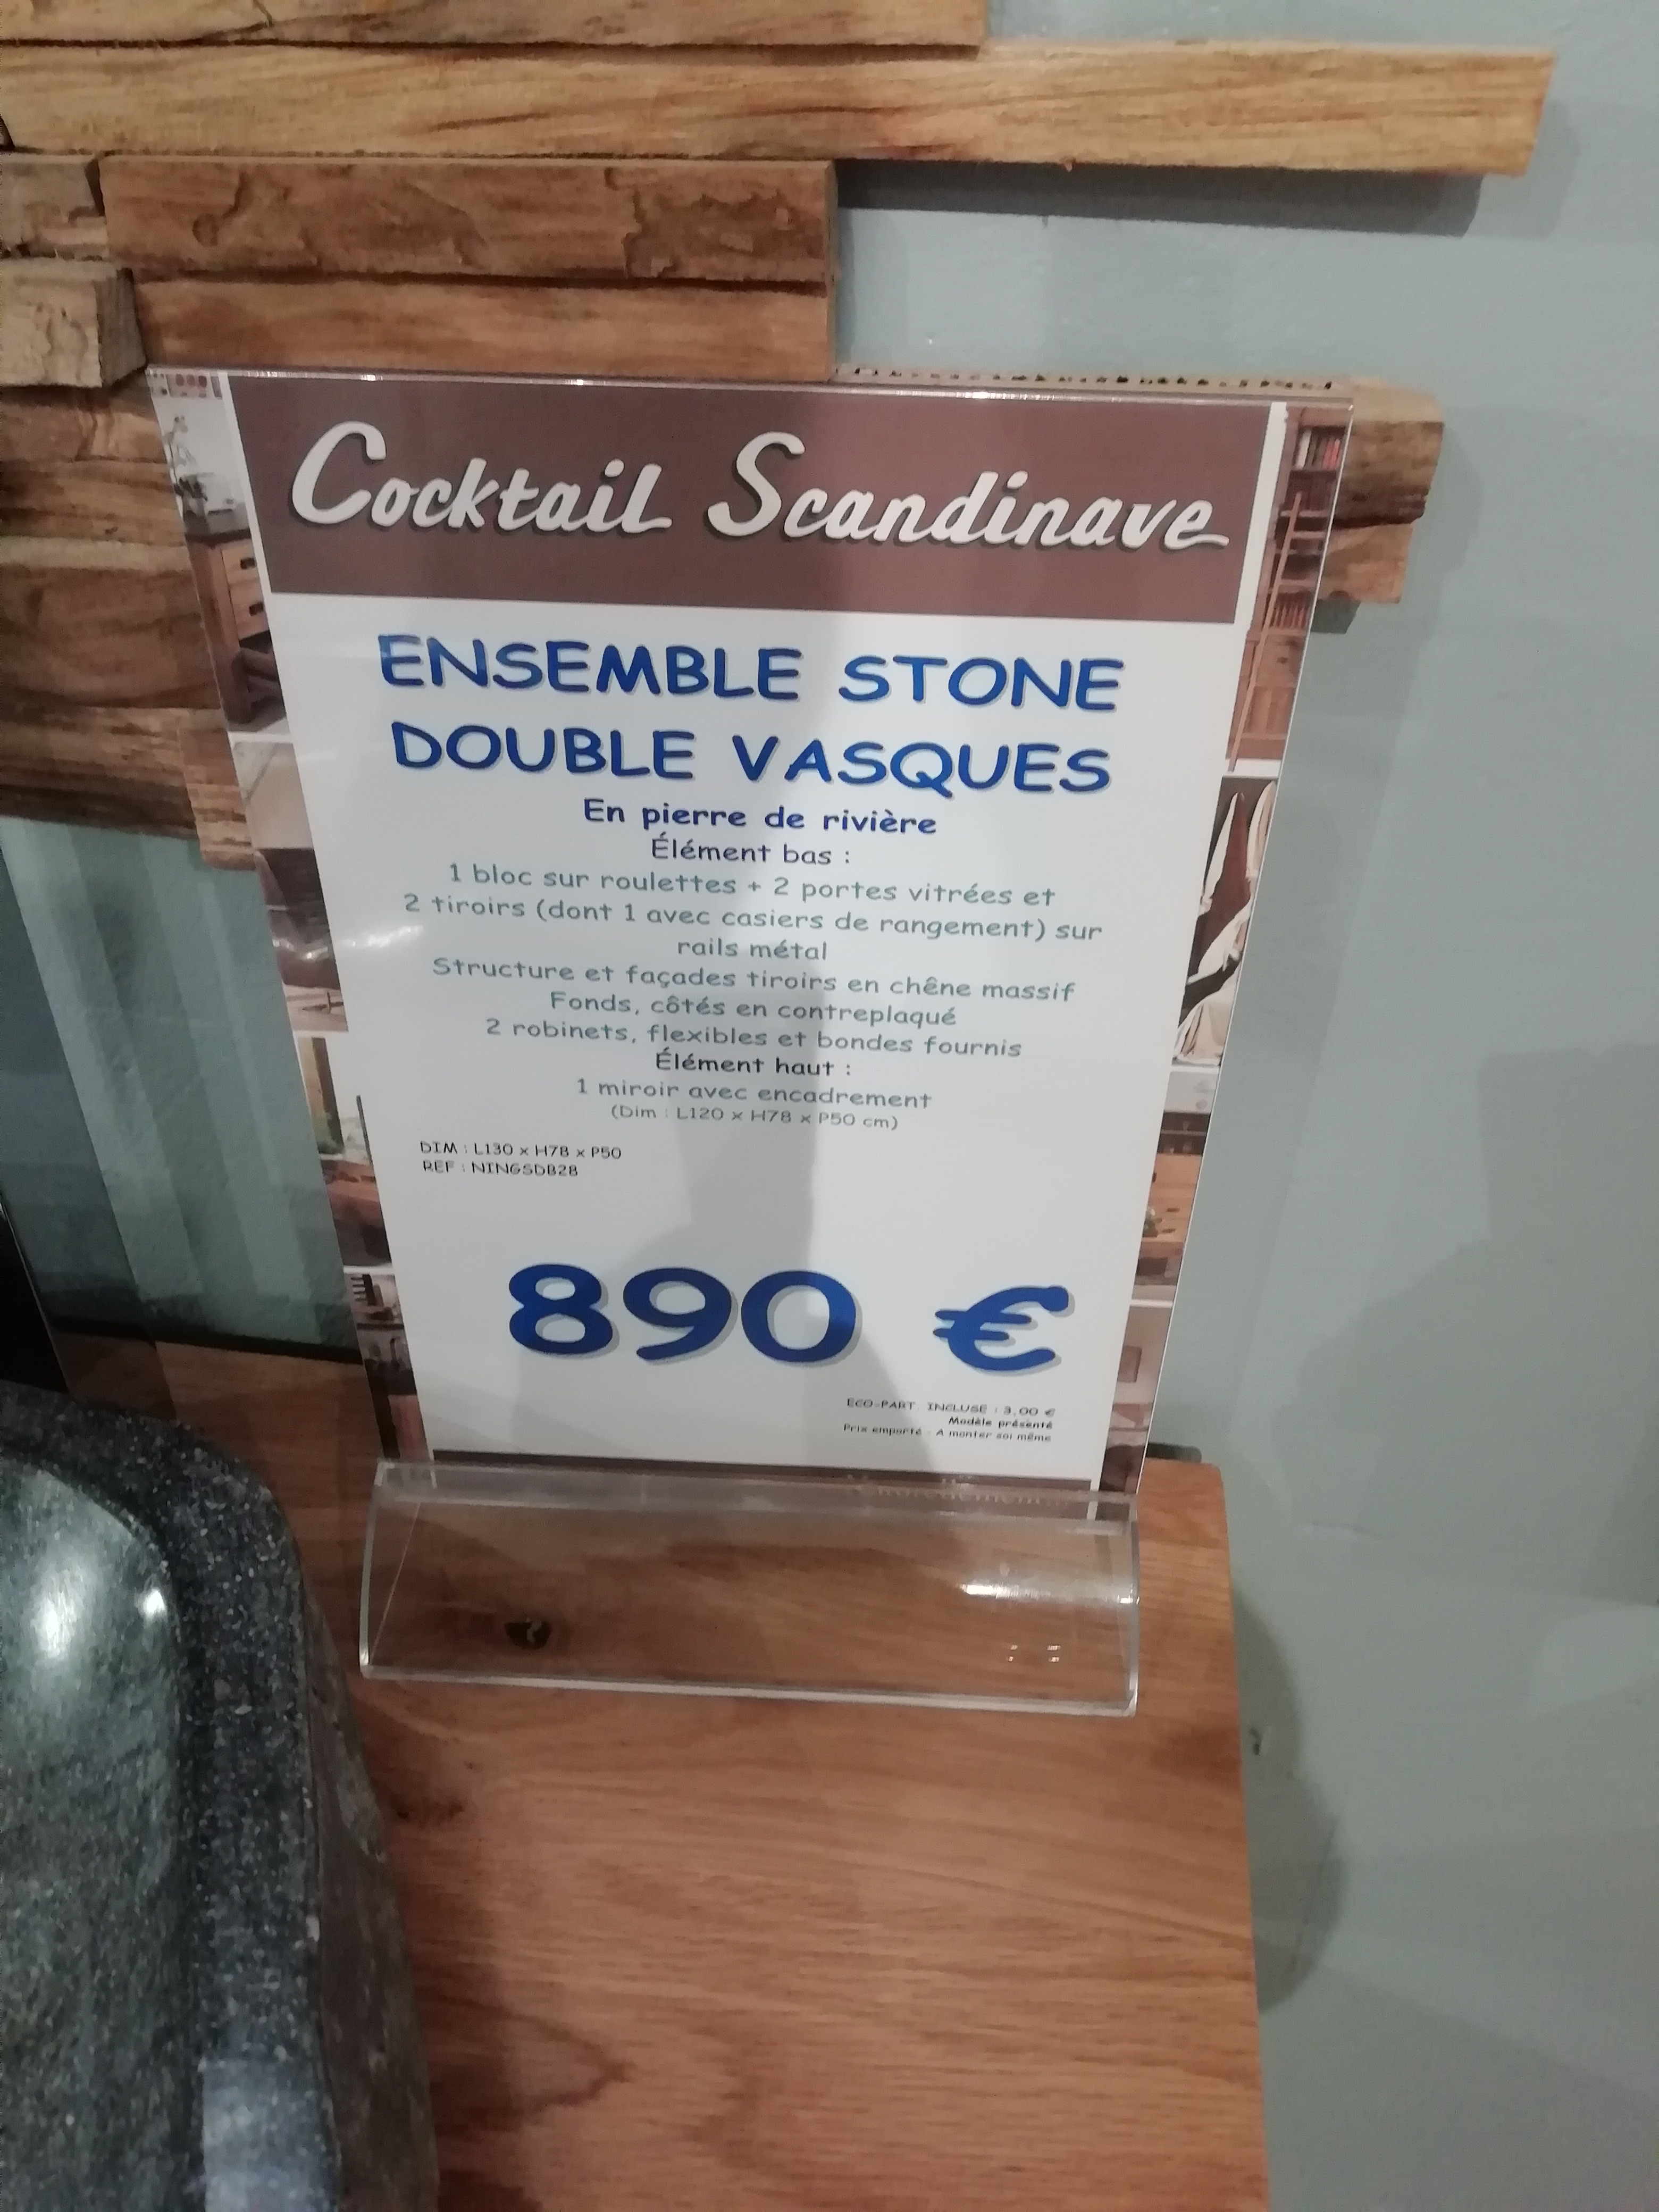 Cocktail Scandinave
ENSEMBLE STONE
DOUBLE VASQUES
En pierre de rivière
Élément bas :
1 bloc sur roulettes + 2 portes vitrées et
2 tiroirs (dont 1 avec casiers de rangement) sur
rails métal
Structure et façades tiroirs en chêne massif
Fonds, côtés en contreplaqué
2 robinets, flexibles et bondes fournis
Élément haut :
1 miroir avec encadrement
(Dim : L120 x H78 x P50 cm)
DIM : L130 x H78 x P50
REF : NINGSDB28
890 €
ECO-PART INCLUSE : 3,00 €
Modèle présenté
Prix emporté - A monter soi même